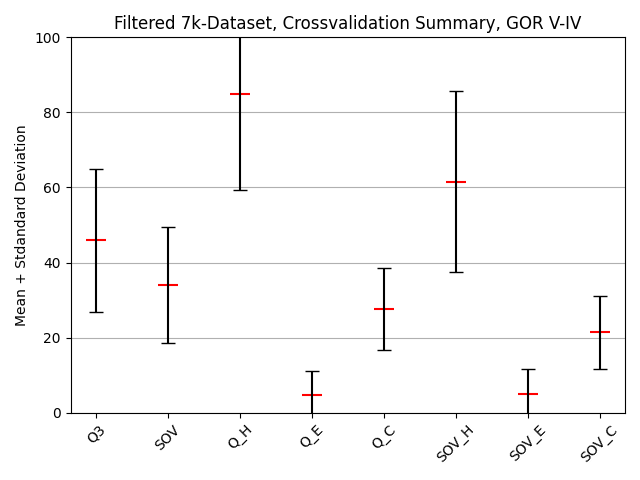 Filtered 7k-Dataset, Crossvalidation Summary, GOR V-IV
Mean + Stdandard Deviation
100
80
60
40
20
0
Q3
SOV
Q_H
Q_E
Q_C
SOV_H
SOV_E
SOV_C